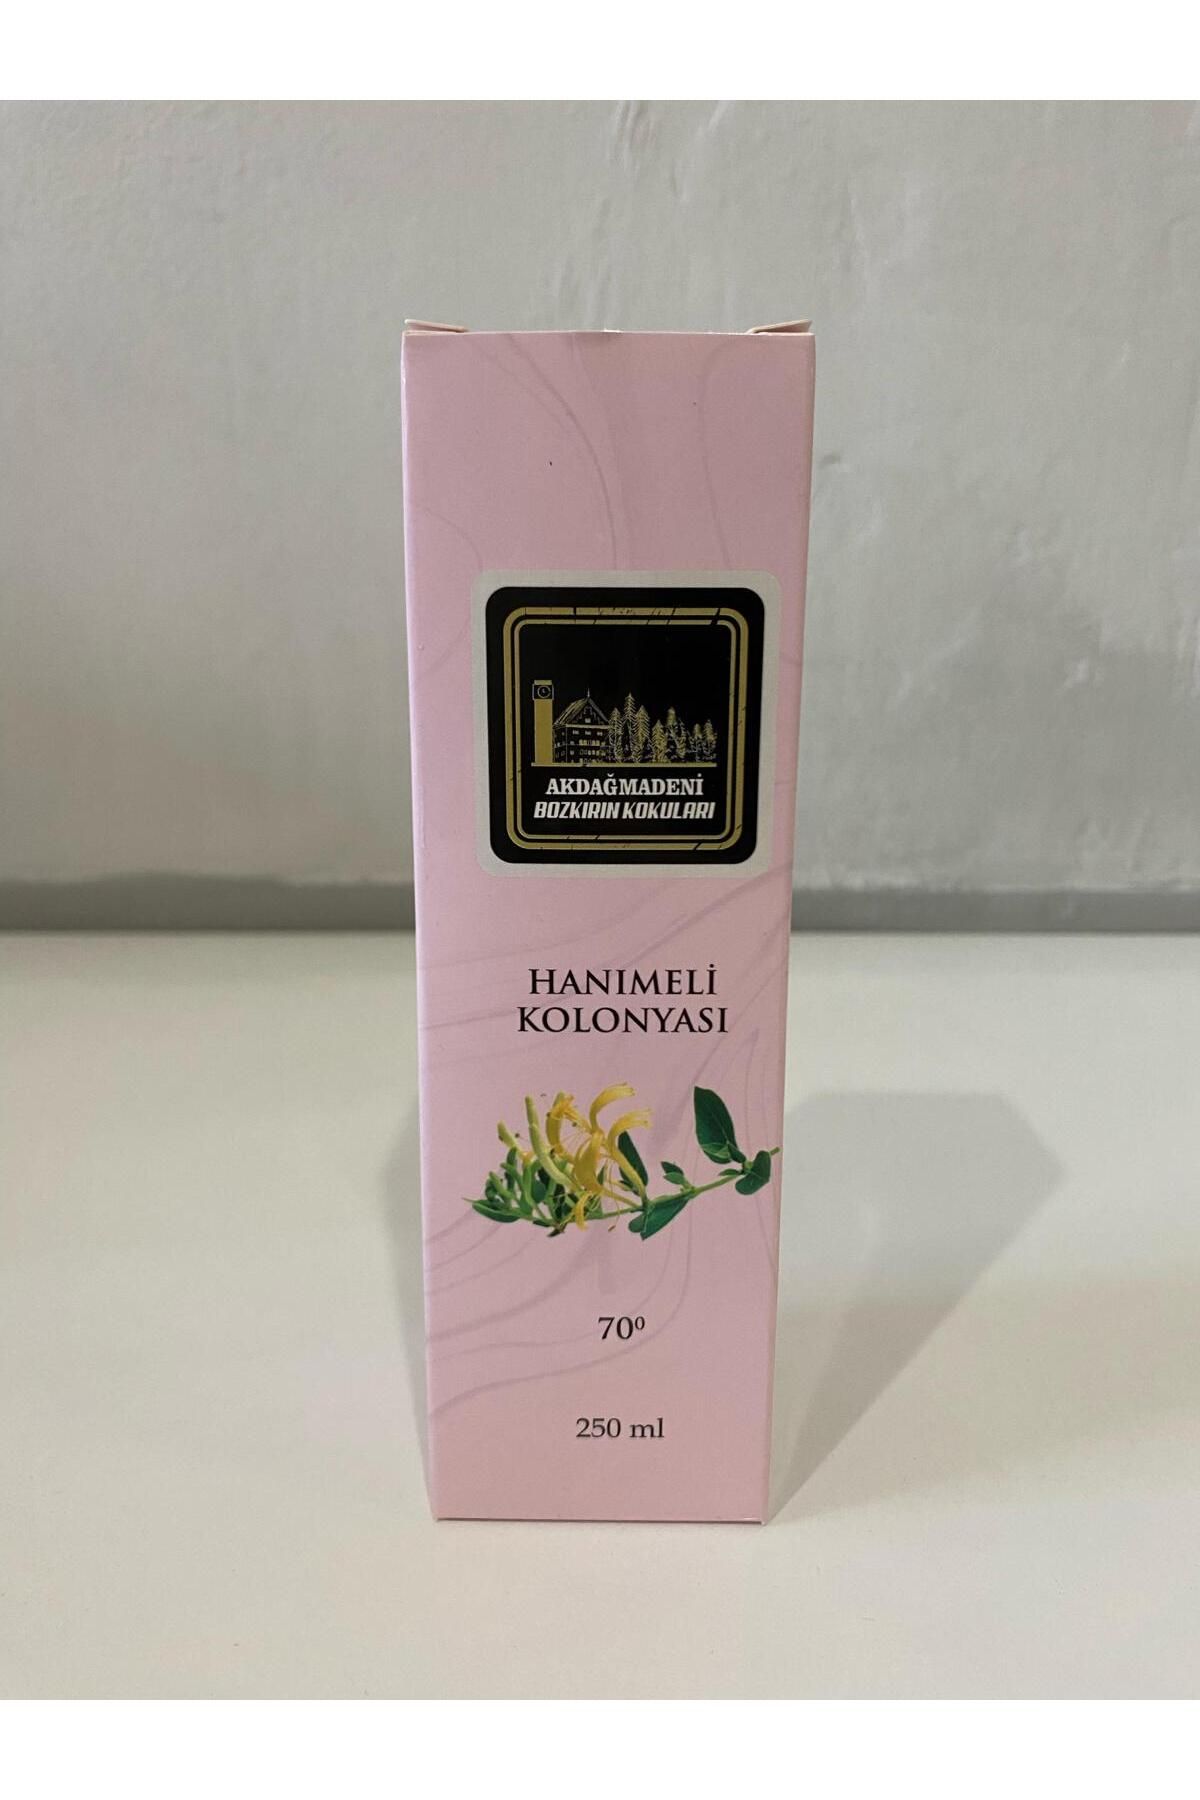 AKDAĞMADENİ
BOZKIRIN KOKULARI
HANIMELİ
KOLONYASI
70⁰
250 ml